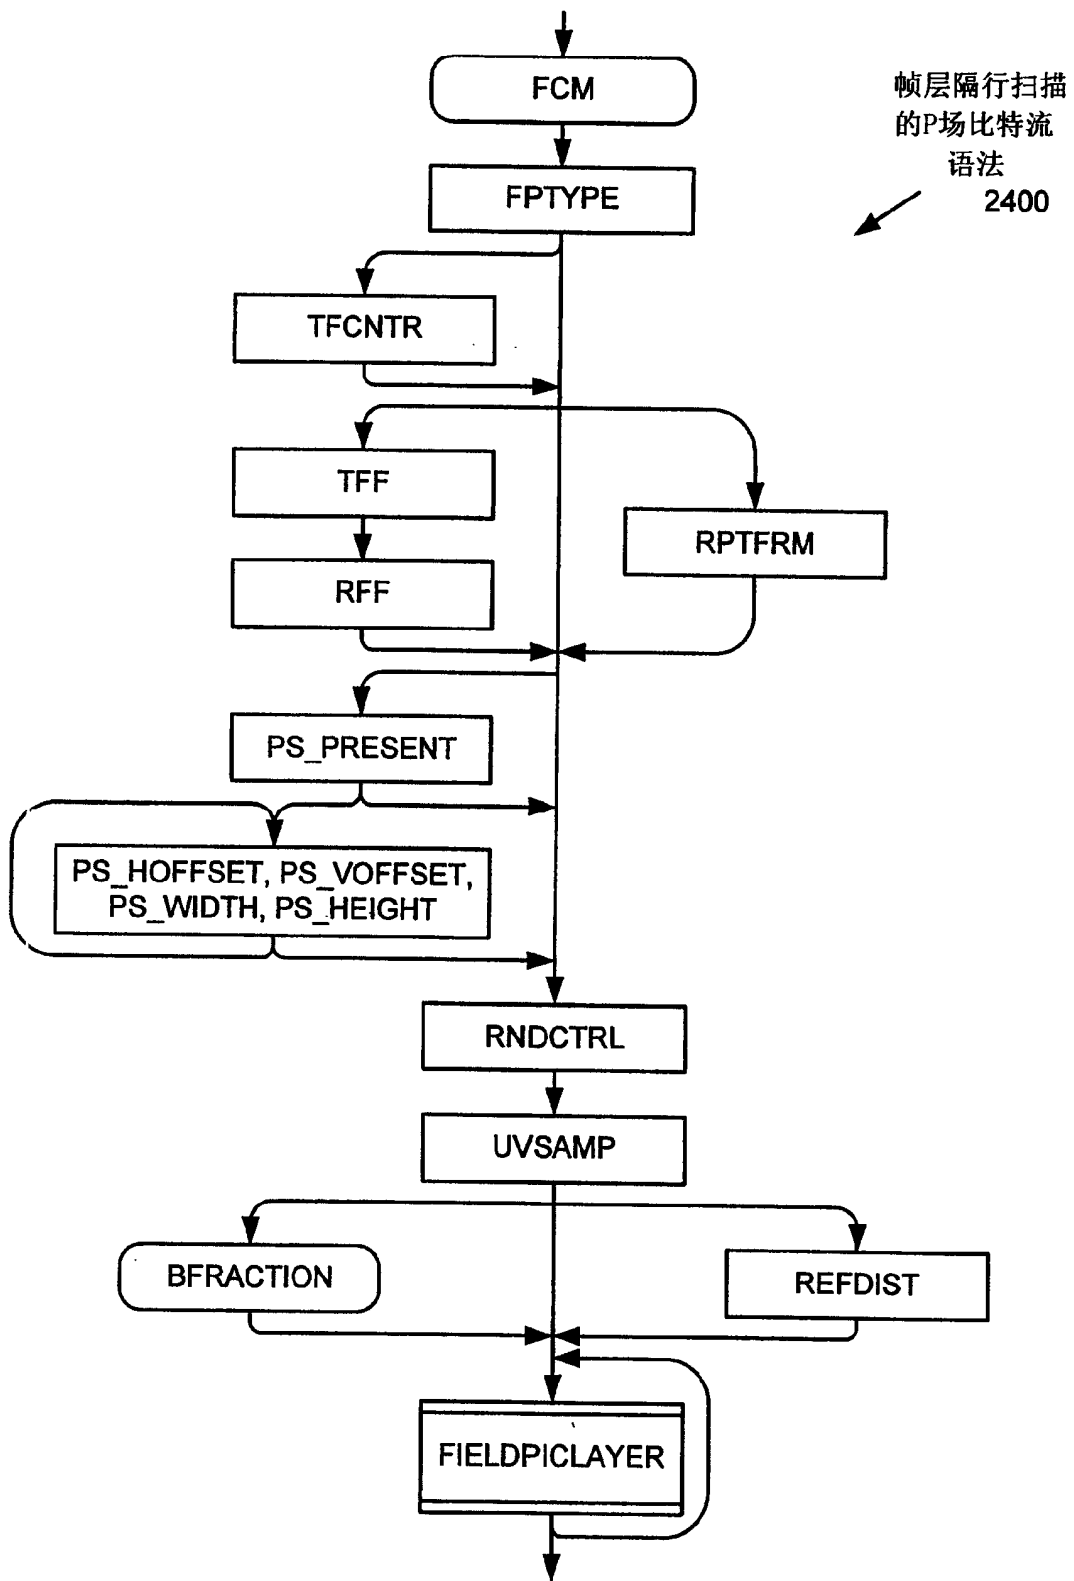 FCM
帧层隔行扫描
的P场比特流
语法
2400
FPTYPE
TFCNTR
TFF
RPTFRM
RFF
PS_PRESENT
PS_HOFFSET, PS_VOFFSET,
PS_WIDTH, PS_HEIGHT
RNDCTRL
UVSAMP
BFRACTION
REFDIST
FIELDPICLAYER